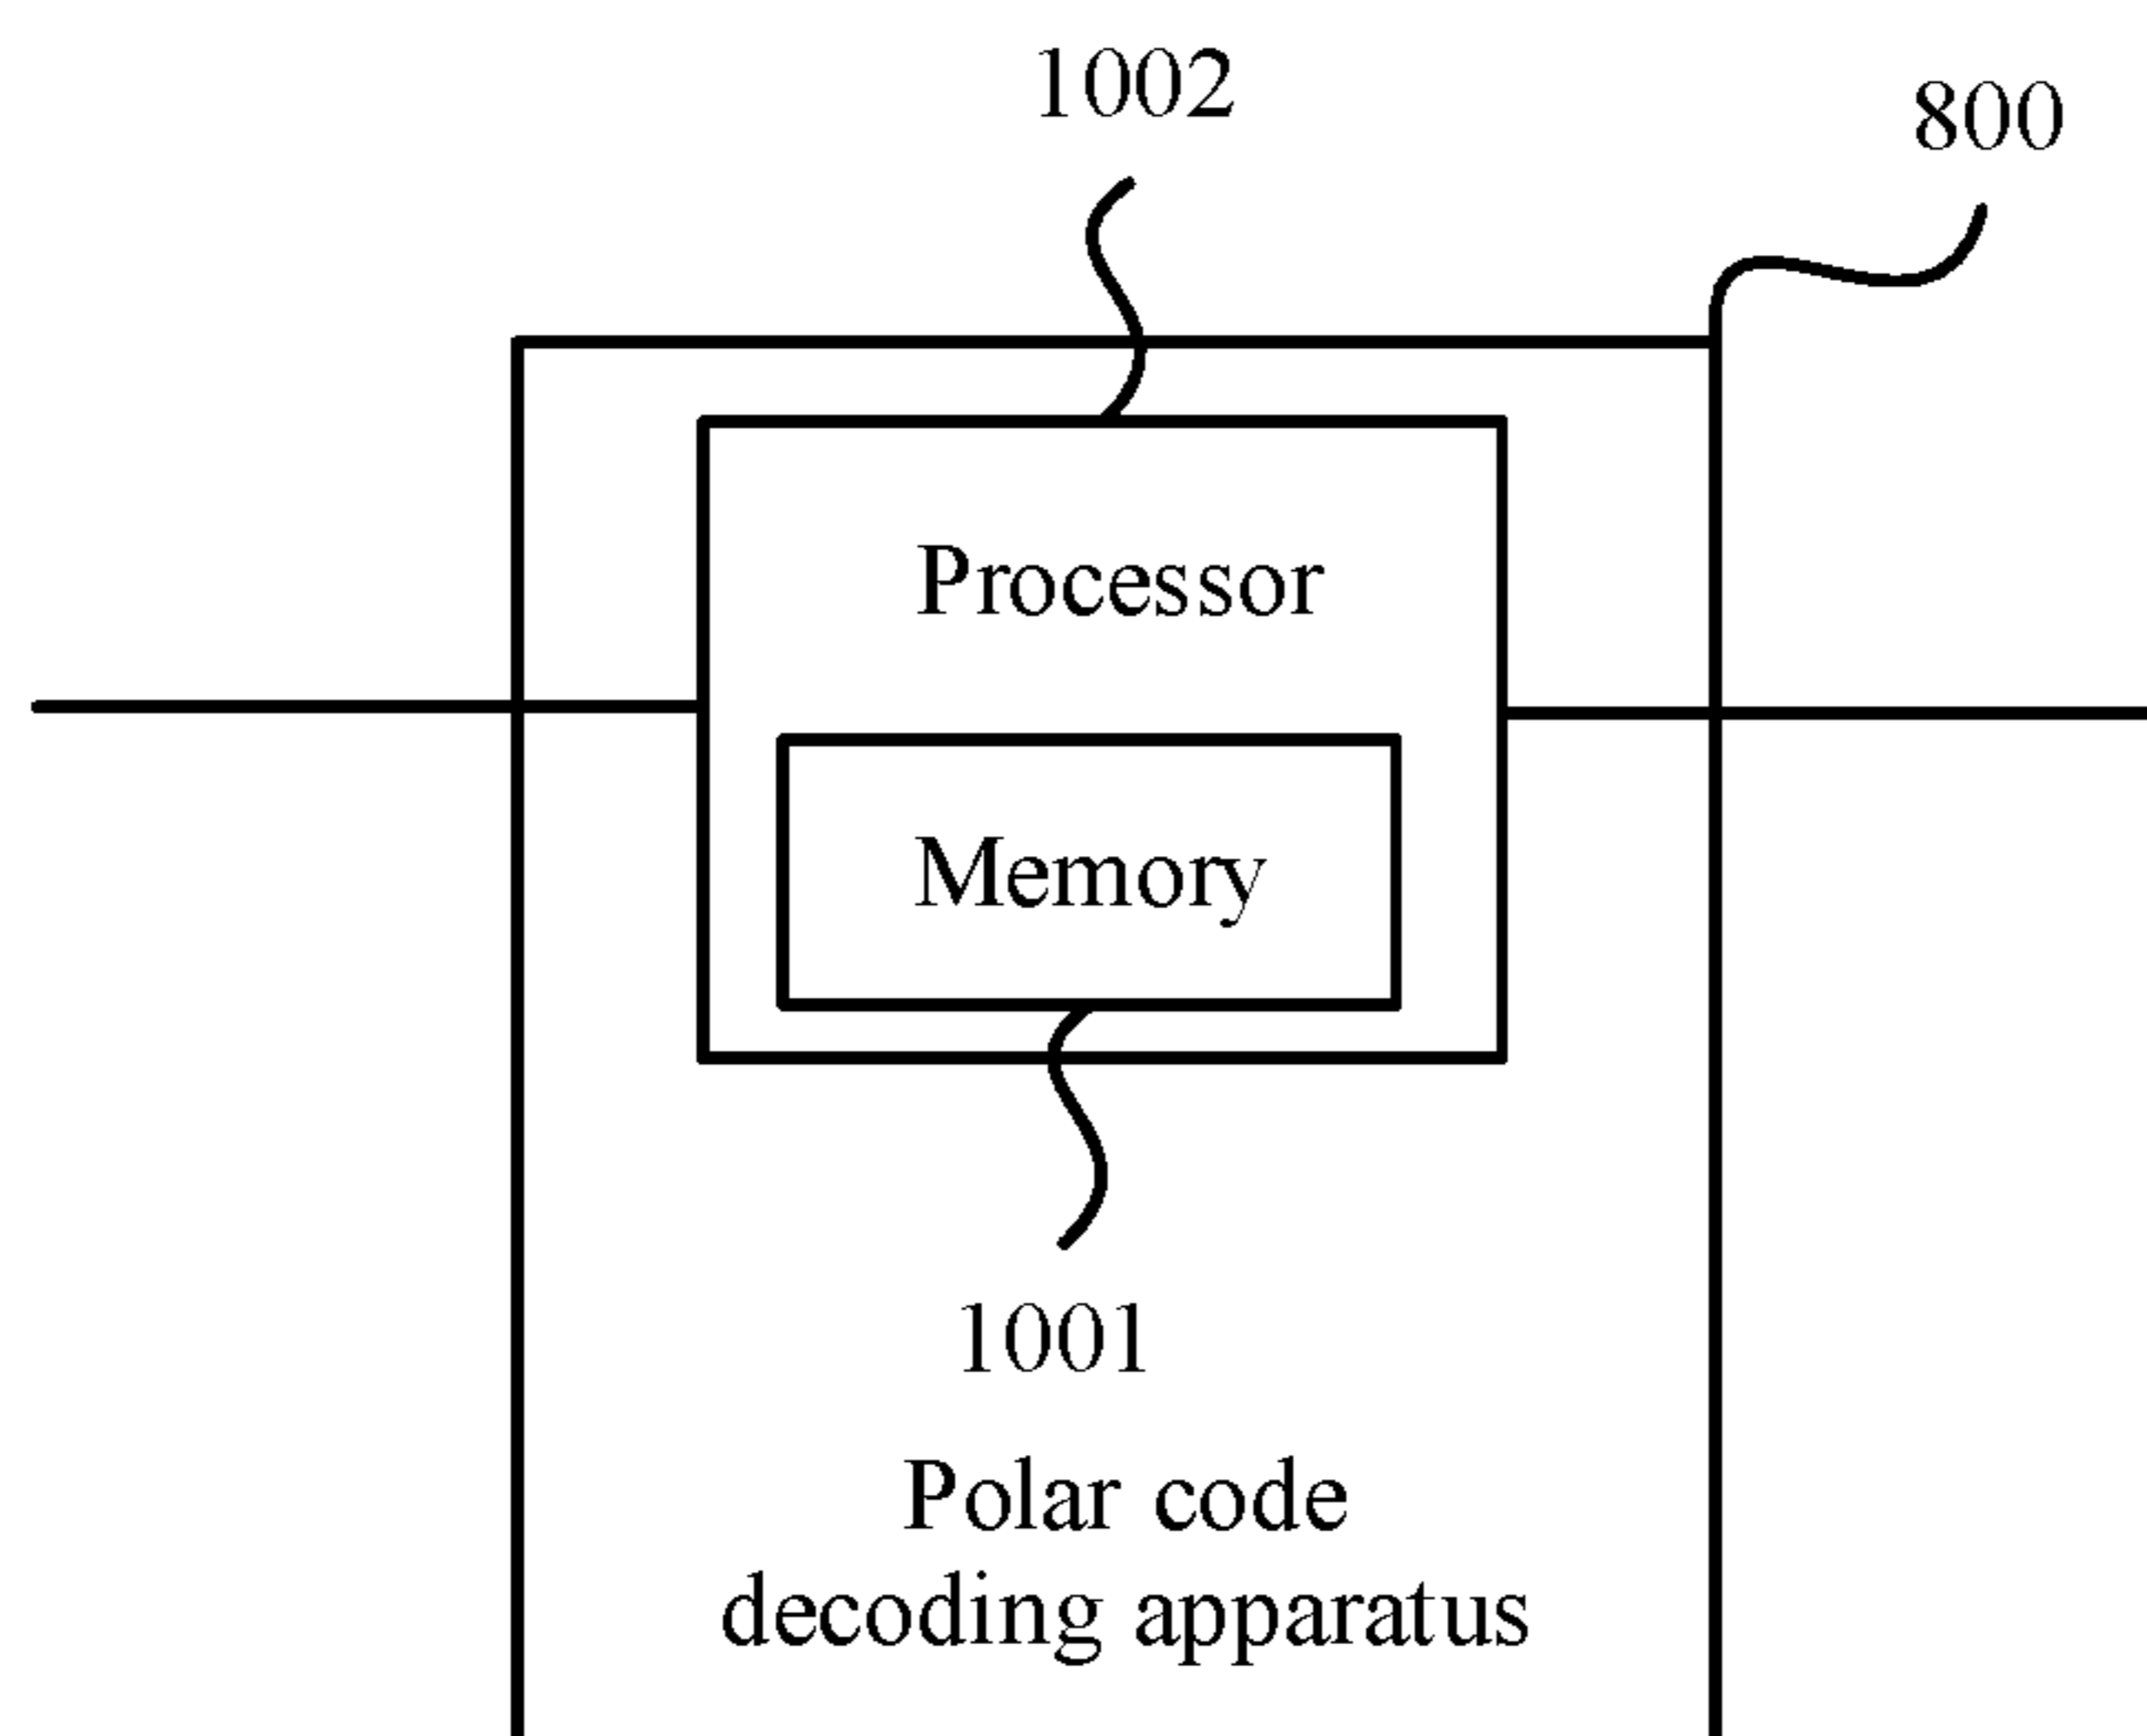 1002
800
Processor
Memory
1001
Polar code
decoding apparatus